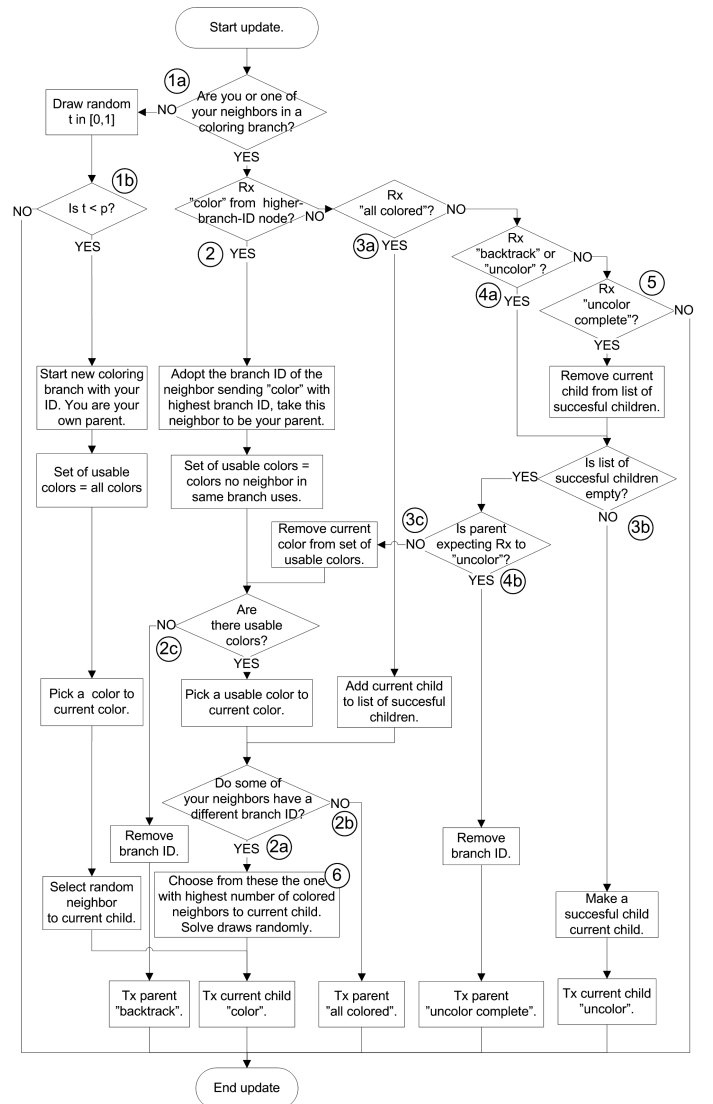 Start update.
1a
Are you or one of
your neighbors in a
coloring branch?
NO
YES
Draw random
t in [0,1]
1b
Is t < p?
NO
YES
Rx
"color" from higher-
branch-ID node?
NO
2
YES
Rx
"all colored"?
NO
3a
YES
Rx
"backtrack" or
"uncolor" ?
NO
4a
YES
5
Rx
"uncolor
complete"?
NO
YES
Start new coloring
branch with your
ID. You are your
own parent.
Adopt the branch ID of the
neighbor sending "color" with
highest branch ID, take this
neighbor to be your parent.
Remove current
child from list of
succesful children.
Set of usable
colors = all colors
Set of usable colors =
colors no neighbor in
same branch uses.
Is list of
succesful children
empty?
YES
NO
3b
Remove current
color from set of
usable colors.
3c
NO
Is parent
expecting Rx to
"uncolor"?
YES
4b
Are
there usable
colors?
NO
2c
YES
Pick a color to
current color.
Pick a usable color to
current color.
Add current child
to list of succesful
children.
Do some of
your neighbors have a
different branch ID?
NO
2b
YES
2a
Remove
branch ID.
Remove
branch ID.
Select random
neighbor
to current child.
6
Choose from these the one
with highest number of colored
neighbors to current child.
Solve draws randomly.
Make a
succesful child
current child.
Tx parent
"backtrack".
Tx current child
"color".
Tx parent
"all colored".
Tx parent
"uncolor complete".
Tx current child
"uncolor".
End update